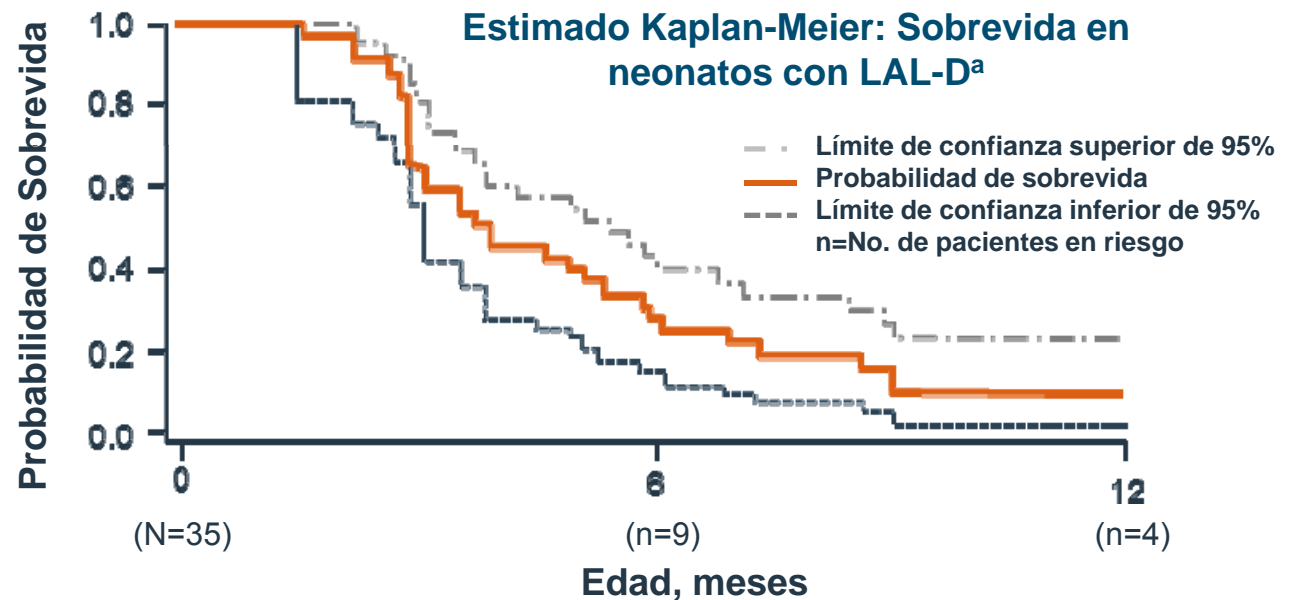 Estimado Kaplan-Meier: Sobrevida en
neonatos con LAL-Dª
Límite de confianza superior de 95%
Probabilidad de sobrevida
Límite de confianza inferior de 95%
n=No. de pacientes en riesgo
Probabilidad de Sobrevida
1.0
0.8
0.6
0.4
0.2
0.0
0 6 12
(N=35) (n=9) (n=4)
Edad, meses